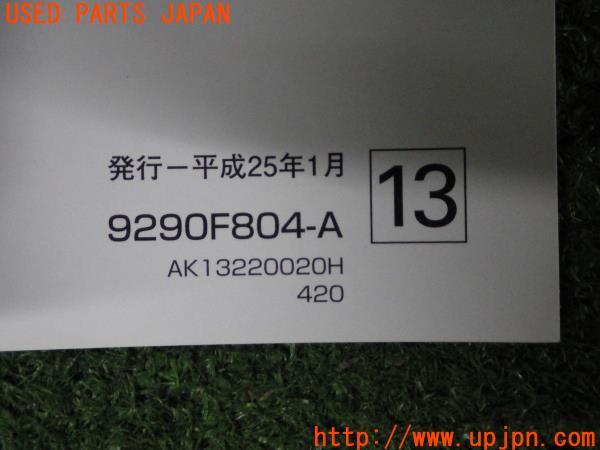 USED PARTS JAPAN
発行－平成25年1月
13
9290F804-A
AK13220020H
420
http://www.upjpn.com